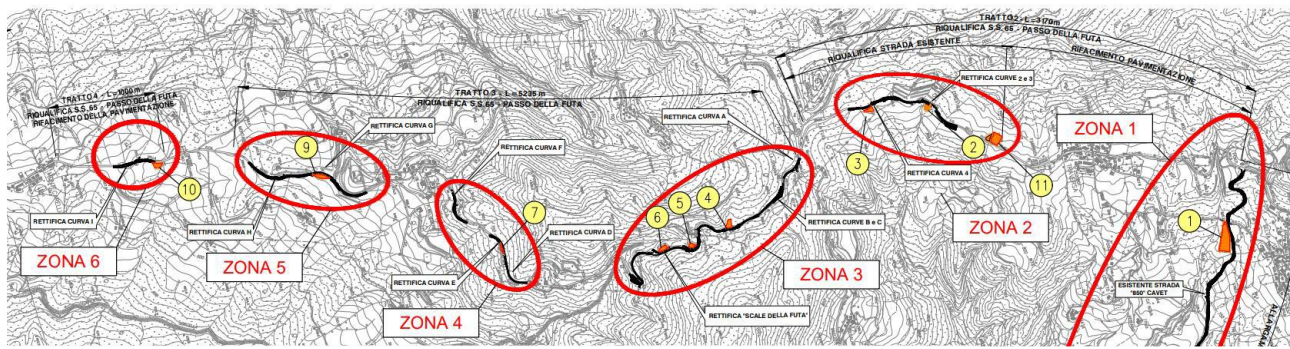 TRATTO 2 - L=3170m
RIQUALIFICA S.S. 65 - PASSO DELLA FUTA
RIQUALIFICA STRADA ESISTENTE
RIFACIMENTO PAVIMENTAZIONE
TRATTO 4 - L=1000 m
RIQUALIFICA S.S. 65 - PASSO DELLA FUTA
RIFACIMENTO DELLA PAVIMENTAZIONE
TRATTO 3 - L=5235 m
RIQUALIFICA S.S. 65 - PASSO DELLA FUTA
RETTIFICA CURVE 2 e 3
RETTIFICA CURVA G
RETTIFICA CURVA A
RETTIFICA CURVA F
9
10
3
2
11
ZONA 1
RETTIFICA CURVA 4
7
6
5
4
1
RETTIFICA CURVA I
RETTIFICA CURVA H
RETTIFICA CURVA D
RETTIFICA CURVE B e C
ZONA 2
ZONA 6
ZONA 5
RETTIFICA CURVA E
ZONA 3
ESISTENTE STRADA
"850" CAVET
ZONA 4
RETTIFICA "SCALE DELLA FUTA"